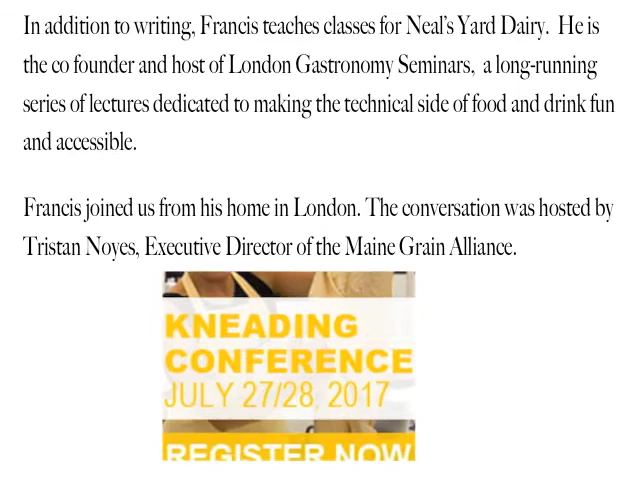 In addition to writing, Francis teaches classes for Neal's Yard Dairy.  He is
the co founder and host of London Gastronomy Seminars,  a long-running
series of lectures dedicated to making the technical side of food and drink fun
and accessible.
Francis joined us from his home in London. The conversation was hosted by
Tristan Noyes, Executive Director of the Maine Grain Alliance.
KNEADING
CONFERENCE
JULY 27/28, 2017
REGISTER NOW